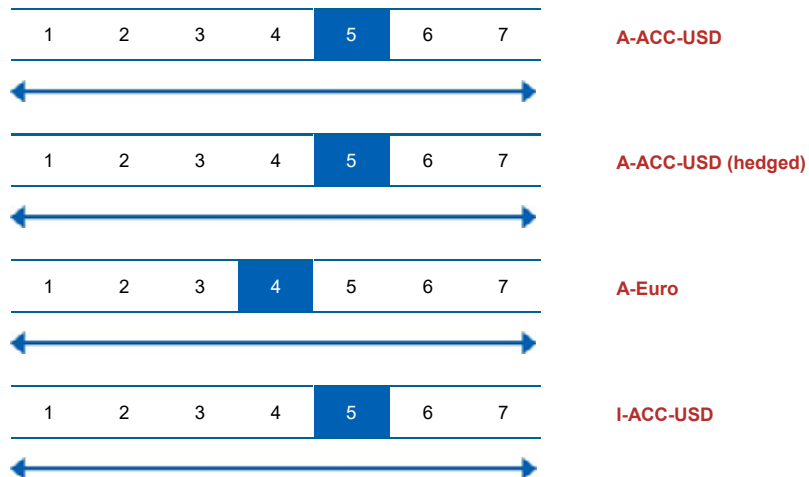 1 2 3 4 5 6 7 A-ACC-USD
1 2 3 4 5 6 7 A-ACC-USD (hedged)
1 2 3 4 5 6 7 A-Euro
1 2 3 4 5 6 7 I-ACC-USD